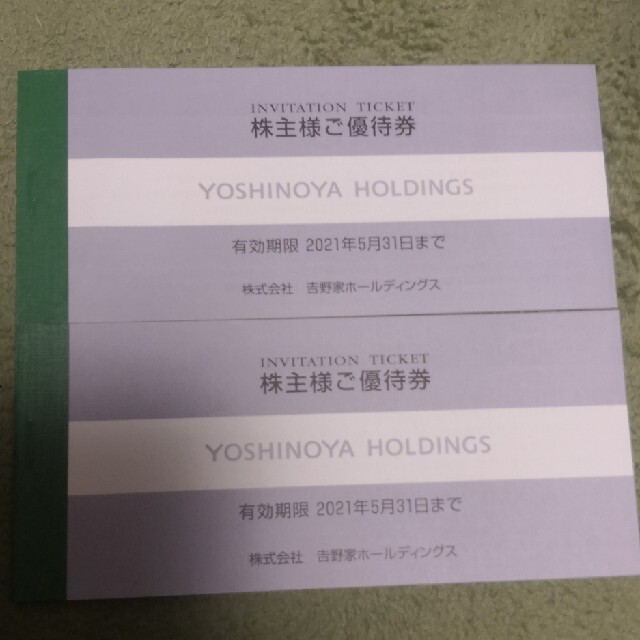 INVITATION TICKET
株主様ご優待券
YOSHINOYA HOLDINGS
有効期限 2021年5月31日まで
株式会社 吉野家ホールディングス
INVITATION TICKET
株主様ご優待券
YOSHINOYA HOLDINGS
有効期限 2021年5月31日まで
株式会社 吉野家ホールディングス